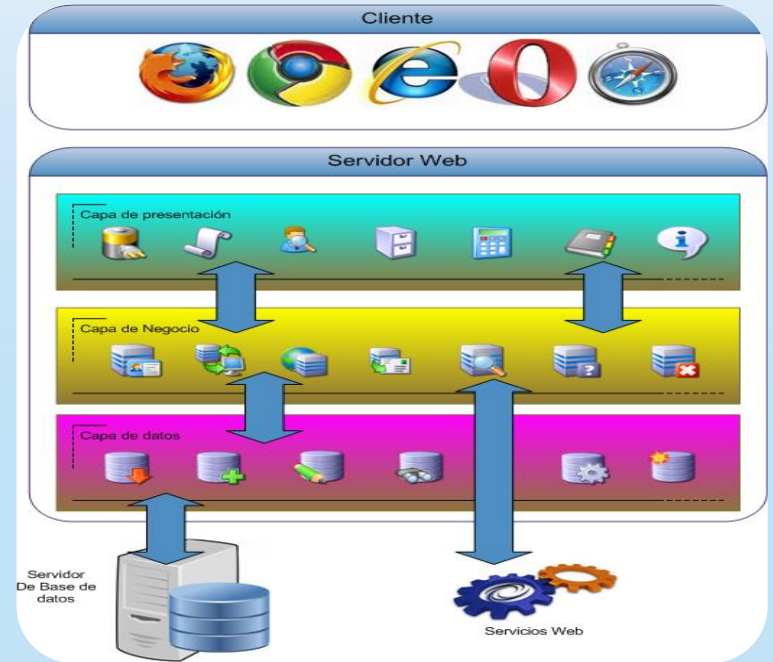 Cliente
Servidor Web
Capa de presentación
Capa de Negocio
Capa de datos
Servidor
De Base de
datos
Servicios Web